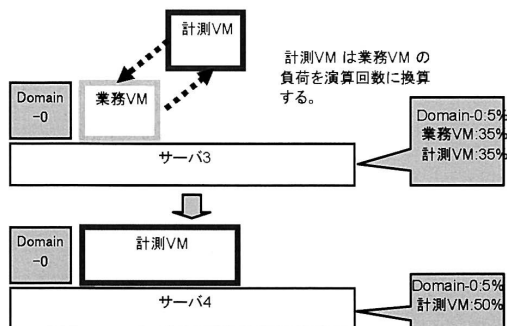 計測VM
計測VM は業務VM の
負荷を演算回数に換算
する。
Domain
-0
業務VM
Domain-0:5%
業務VM:35%
計測VM:35%
サーバ3
Domain
-0
計測VM
Domain-0:5%
計測VM:50%
サーバ4